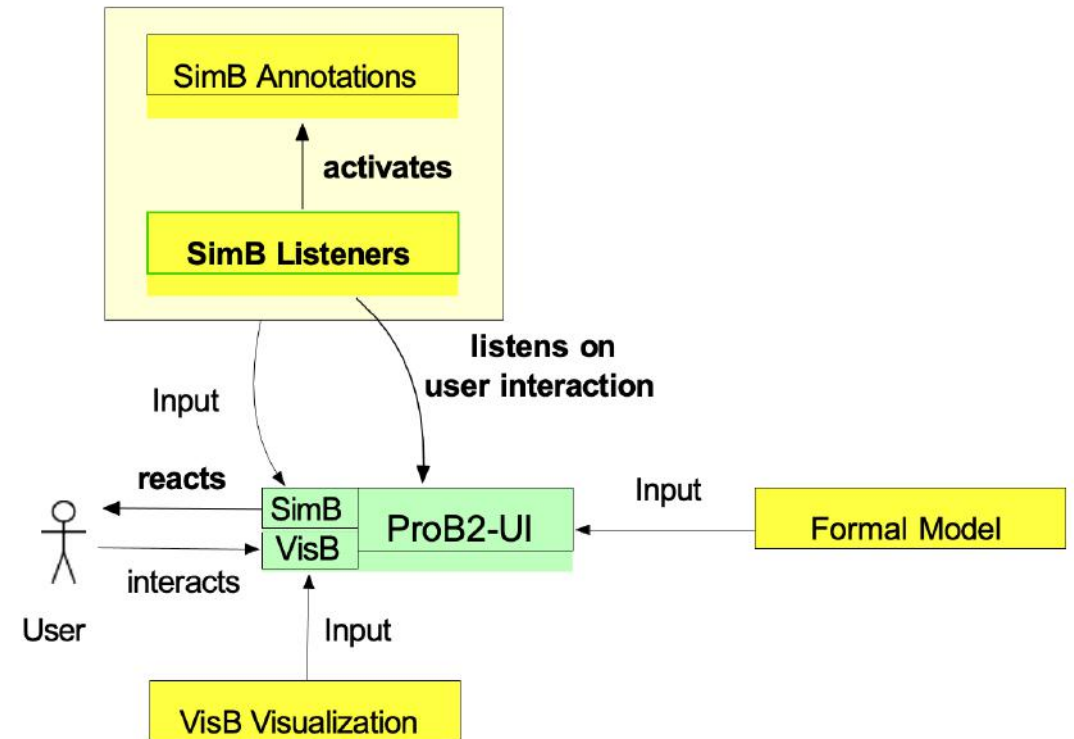 SimB Annotations
activates
SimB Listeners
listens on
user interaction
Input
reacts
SimB
ProB2-UI
Input
Formal Model
VisB
interacts
User
Input
VisB Visualization